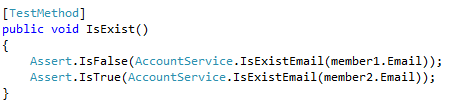 [TestMethod]
public void IsExist()
{
    Assert.IsFalse(AccountService.IsExistEmail(member1.Email));
    Assert.IsTrue(AccountService.IsExistEmail(member2.Email));
}